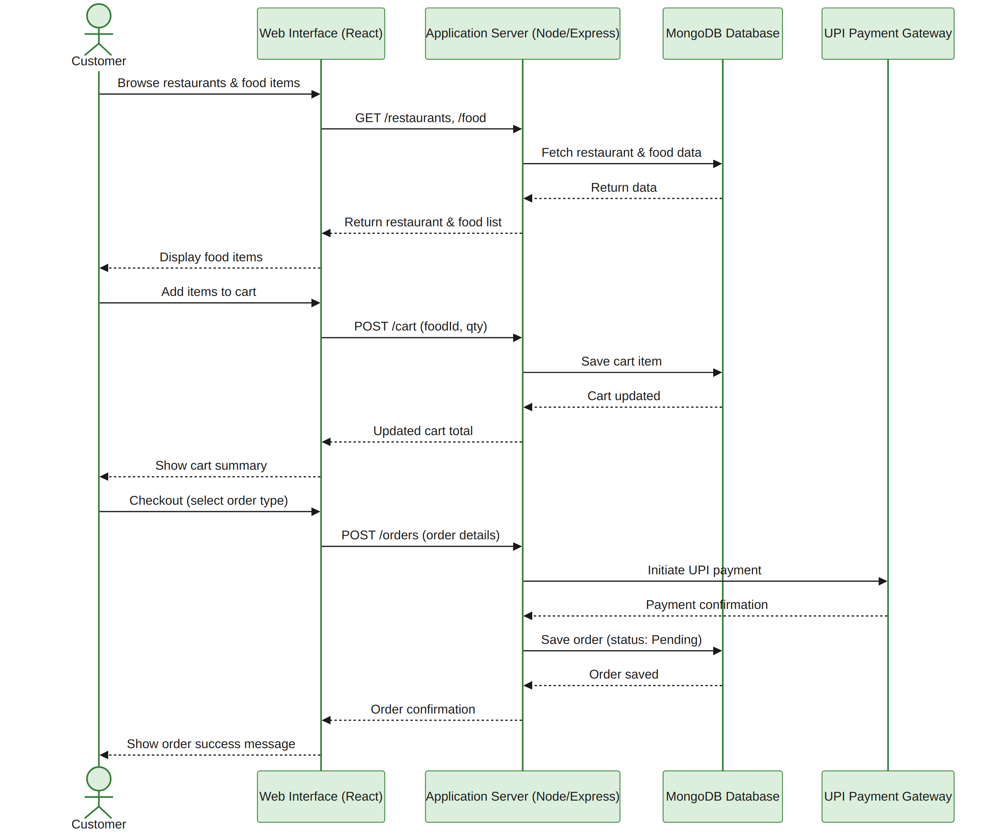 Web Interface (React)
Application Server (Node/Express)
MongoDB Database
UPI Payment Gateway
Customer
Browse restaurants & food items
GET /restaurants, /food
Fetch restaurant & food data
Return data
Return restaurant & food list
Display food items
Add items to cart
POST /cart (foodId, qty)
Save cart item
Cart updated
Updated cart total
Show cart summary
Checkout (select order type)
POST /orders (order details)
Initiate UPI payment
Payment confirmation
Save order (status: Pending)
Order saved
Order confirmation
Show order success message
Web Interface (React)
Application Server (Node/Express)
MongoDB Database
UPI Payment Gateway
Customer